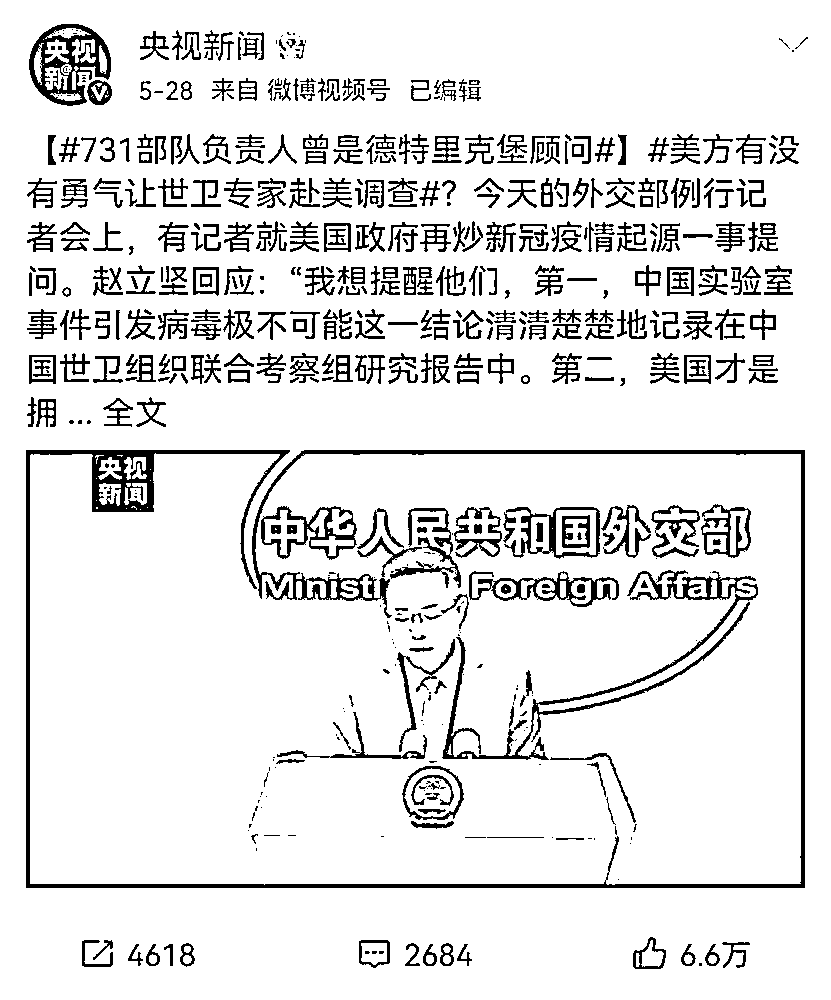 央视新闻
央视新闻
5-28 来自 微博视频号 已编辑
【#731部队负责人曾是德特里克堡顾问#】#美方有没
有勇气让世卫专家赴美调查#？今天的外交部例行记
者会上，有记者就美国政府再炒新冠疫情起源一事提
问。赵立坚回应：“我想提醒他们，第一，中国实验室
事件引发病毒极不可能这一结论清清楚楚地记录在中
国世卫组织联合考察组研究报告中。第二，美国才是
拥 ... 全文
央视
新闻
中华人民共和国外交部
Minist Foreign Affairs
4618 2684 6.6万